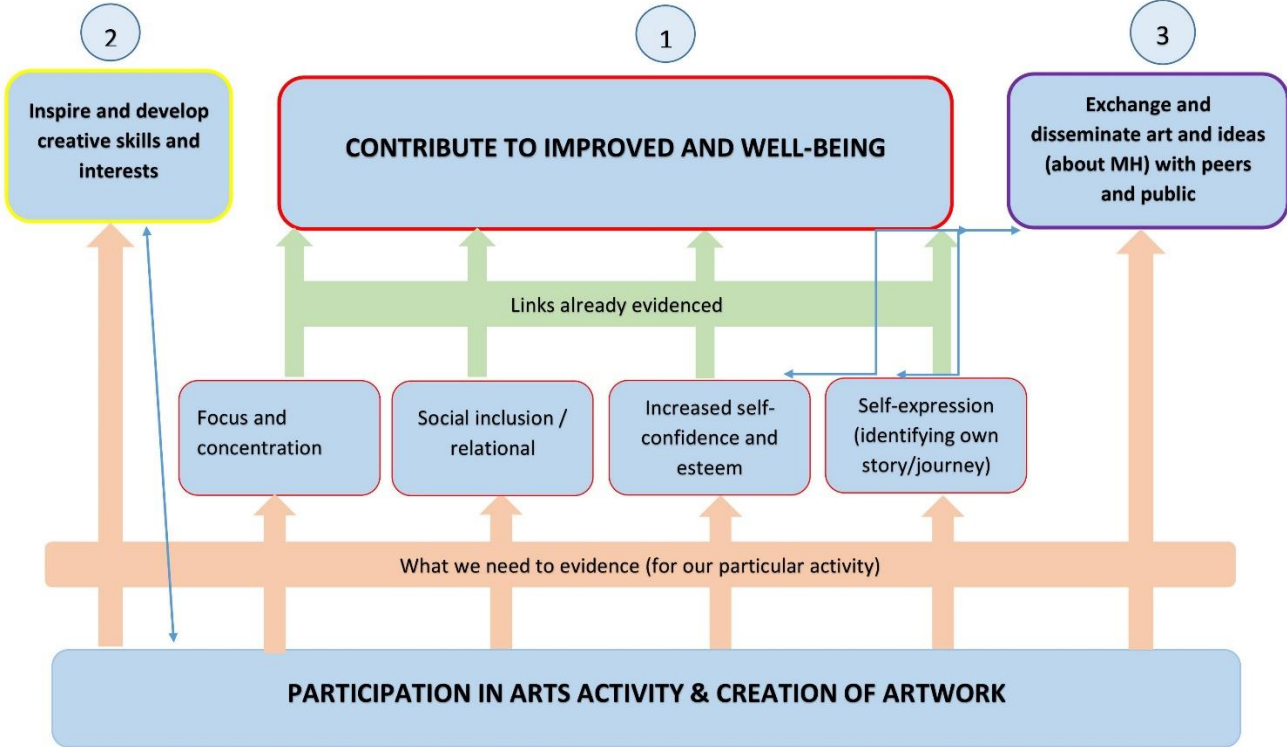 2
1
3
Inspire and develop
creative skills and
interests
CONTRIBUTE TO IMPROVED AND WELL-BEING
Exchange and
disseminate art and ideas
(about MH) with peers
and public
Links already evidenced
Focus and
concentration
Social inclusion /
relational
Increased self-
confidence and
esteem
Self-expression
(identifying own
story/journey)
What we need to evidence (for our particular activity)
PARTICIPATION IN ARTS ACTIVITY & CREATION OF ARTWORK